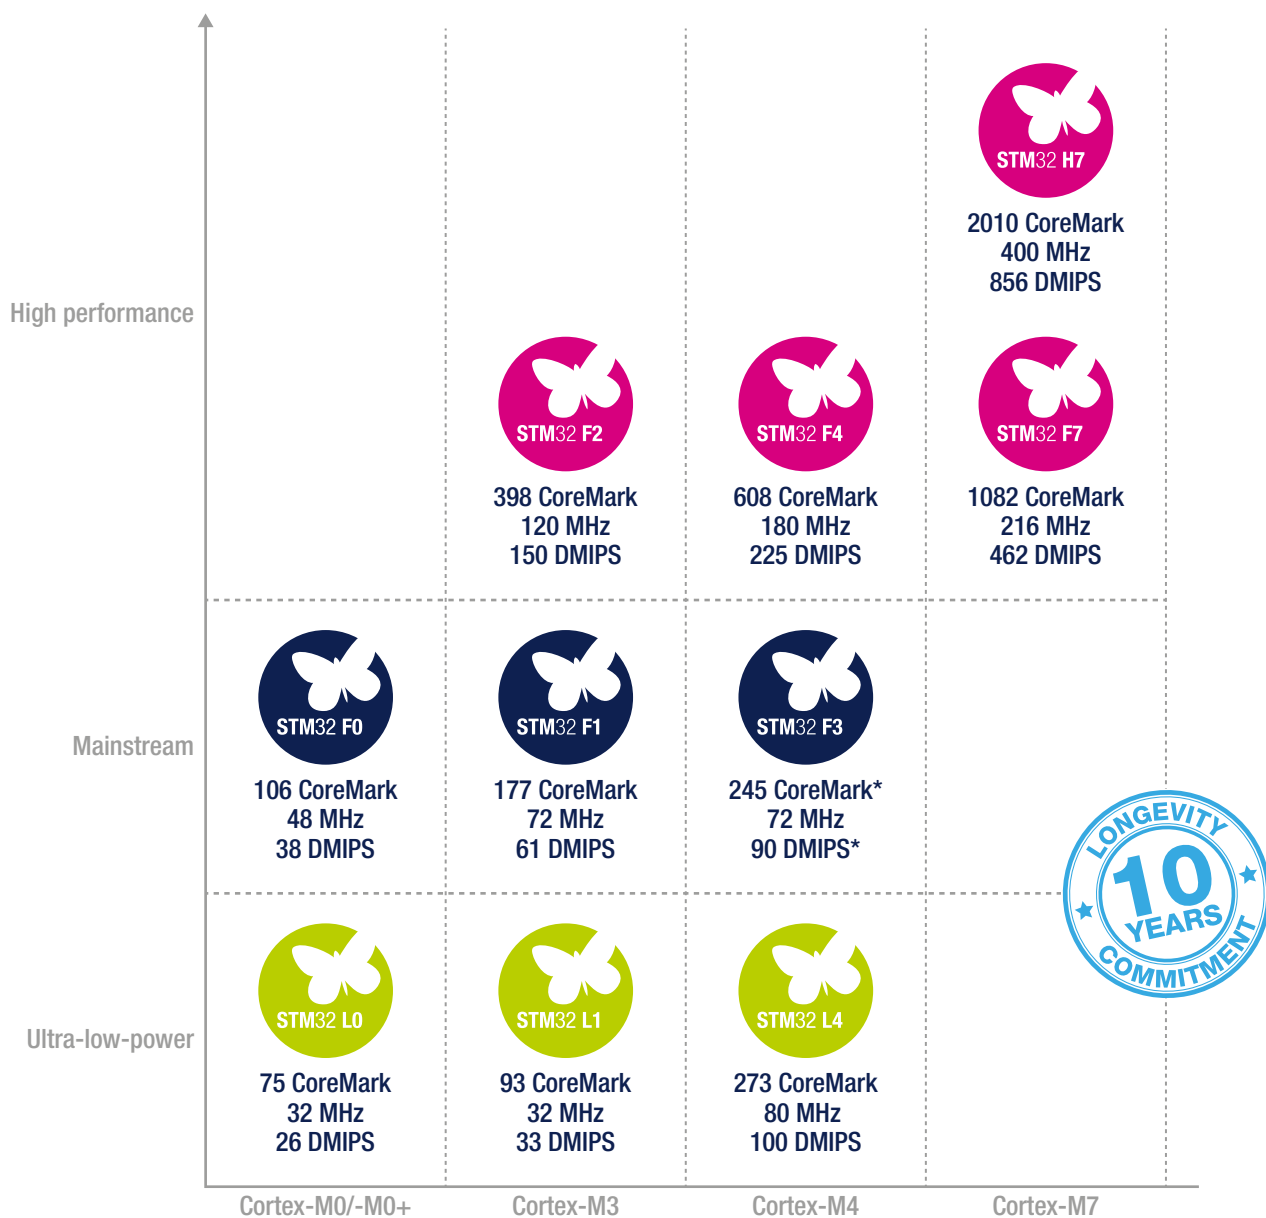 STM32 H7
2010 CoreMark
400 MHz
856 DMIPS
High performance
STM32 F2
398 CoreMark
120 MHz
150 DMIPS
STM32 F4
608 CoreMark
180 MHz
225 DMIPS
STM32 F7
1082 CoreMark
216 MHz
462 DMIPS
Mainstream
STM32 F0
106 CoreMark
48 MHz
38 DMIPS
STM32 F1
177 CoreMark
72 MHz
61 DMIPS
STM32 F3
245 CoreMark*
72 MHz
90 DMIPS*
LONGEVITY
10
YEARS
COMMITMENT
Ultra-low-power
STM32 L0
75 CoreMark
32 MHz
26 DMIPS
STM32 L1
93 CoreMark
32 MHz
33 DMIPS
STM32 L4
273 CoreMark
80 MHz
100 DMIPS
Cortex-M0/-M0+
Cortex-M3
Cortex-M4
Cortex-M7